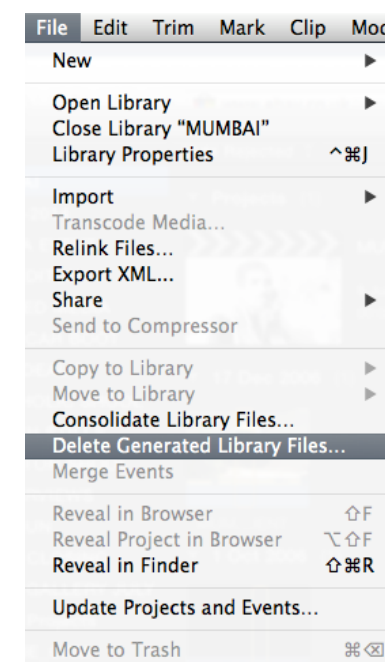 File Edit Trim Mark Clip Mod
New ▶
Open Library ▶
Close Library “MUMBAI”
Library Properties ^⌘J
Import ▶
Transcode Media...
Relink Files...
Export XML...
Share ▶
Send to Compressor
Copy to Library ▶
Move to Library ▶
Consolidate Library Files...
Delete Generated Library Files...
Merge Events
Reveal in Browser ⇧F
Reveal Project in Browser ⌥⇧F
Reveal in Finder ⇧⌘R
Update Projects and Events...
Move to Trash ⌘⌫